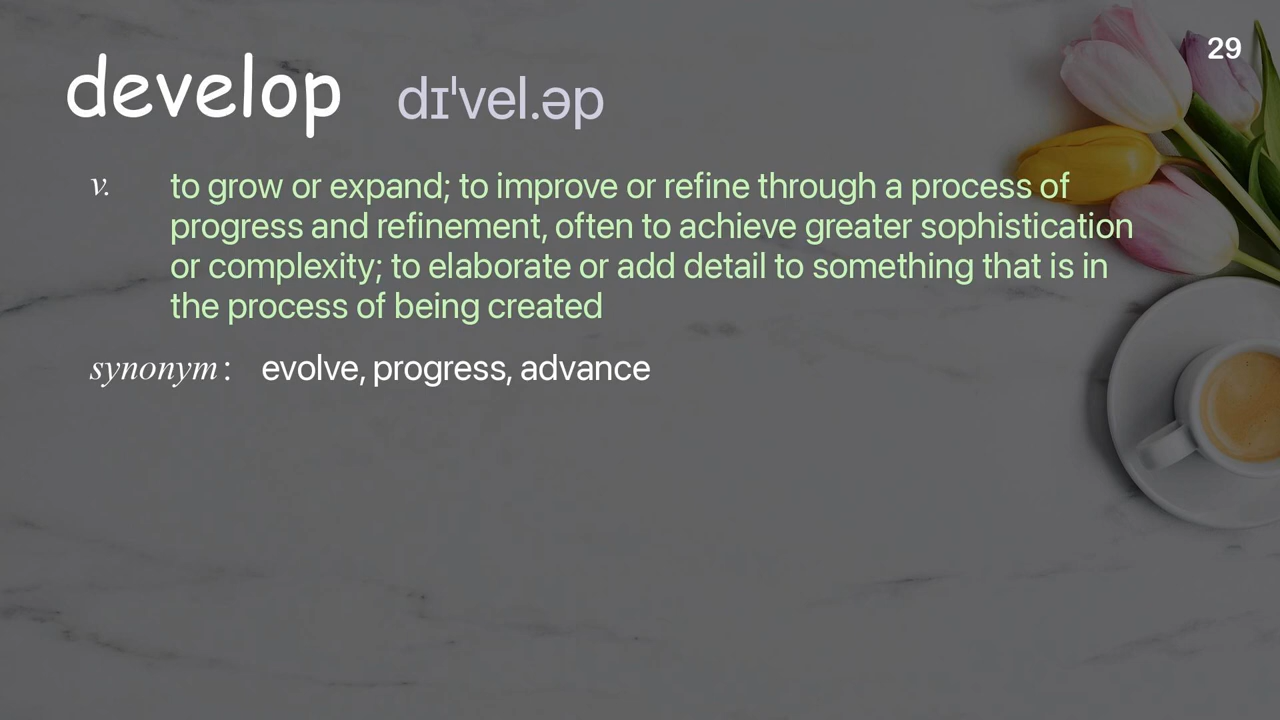 29
develop dɪˈvel.əp
v. to grow or expand; to improve or refine through a process of
progress and refinement, often to achieve greater sophistication
or complexity; to elaborate or add detail to something that is in
the process of being created
synonym: evolve, progress, advance